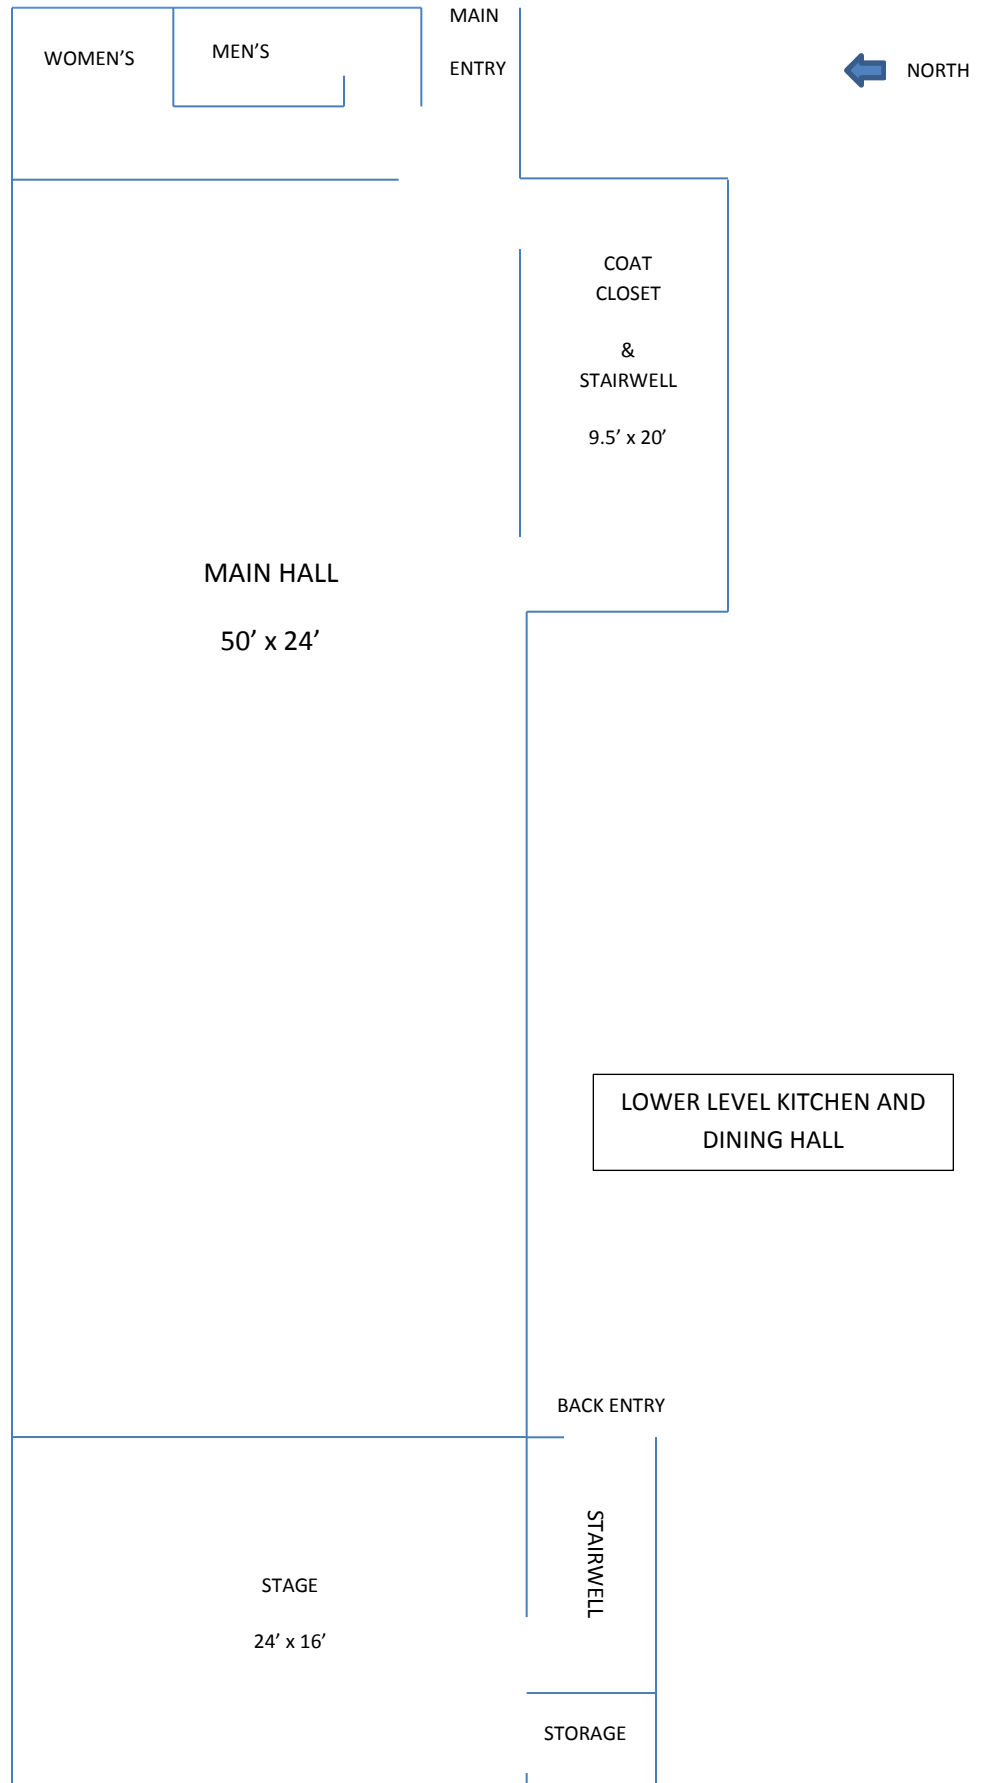 MAIN
ENTRY
WOMEN’S
MEN’S
NORTH
COAT
CLOSET
&
STAIRWELL
9.5’ x 20’
MAIN HALL
50’ x 24’
LOWER LEVEL KITCHEN AND
DINING HALL
BACK ENTRY
STAIRWELL
STAGE
24’ x 16’
STORAGE